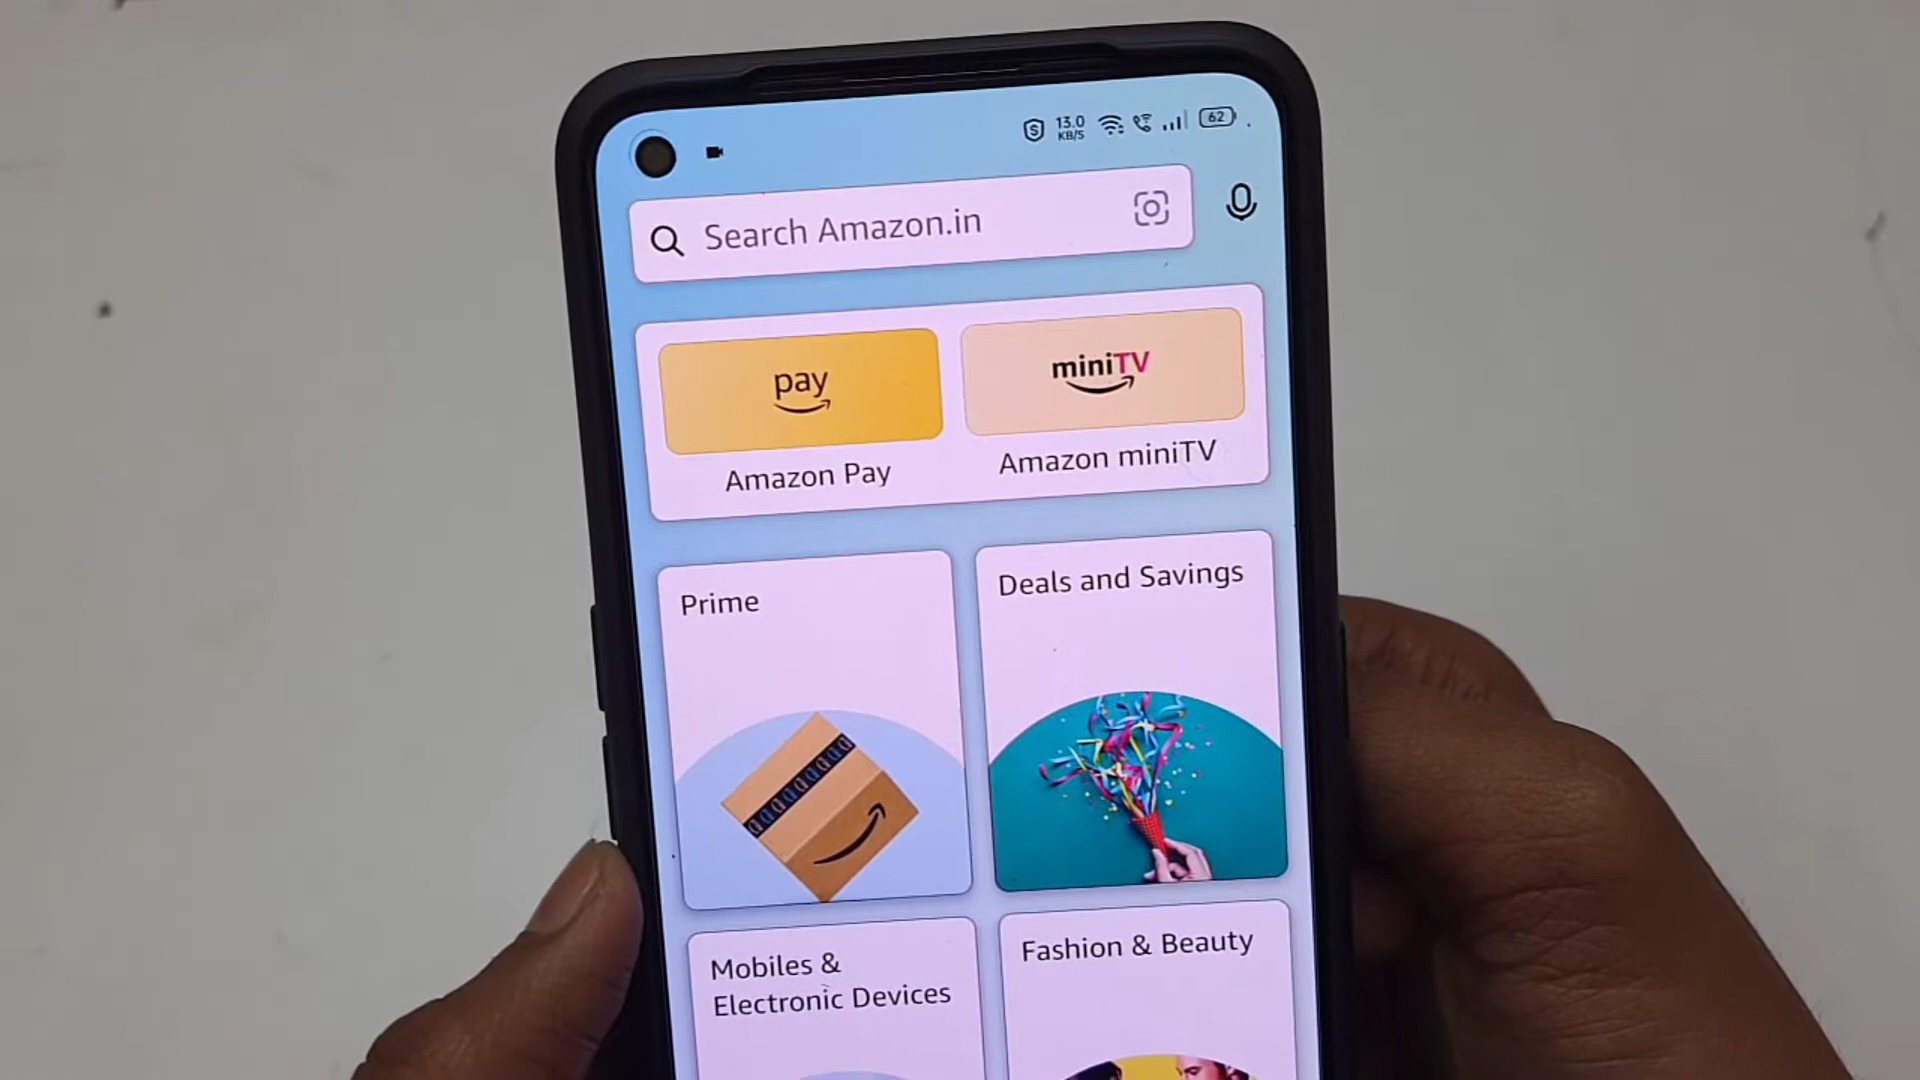 13.0
KB/S
62
Search Amazon.in
pay
miniTV
Amazon Pay
Amazon miniTV
Prime
Deals and Savings
Mobiles &
Electronic Devices
Fashion & Beauty